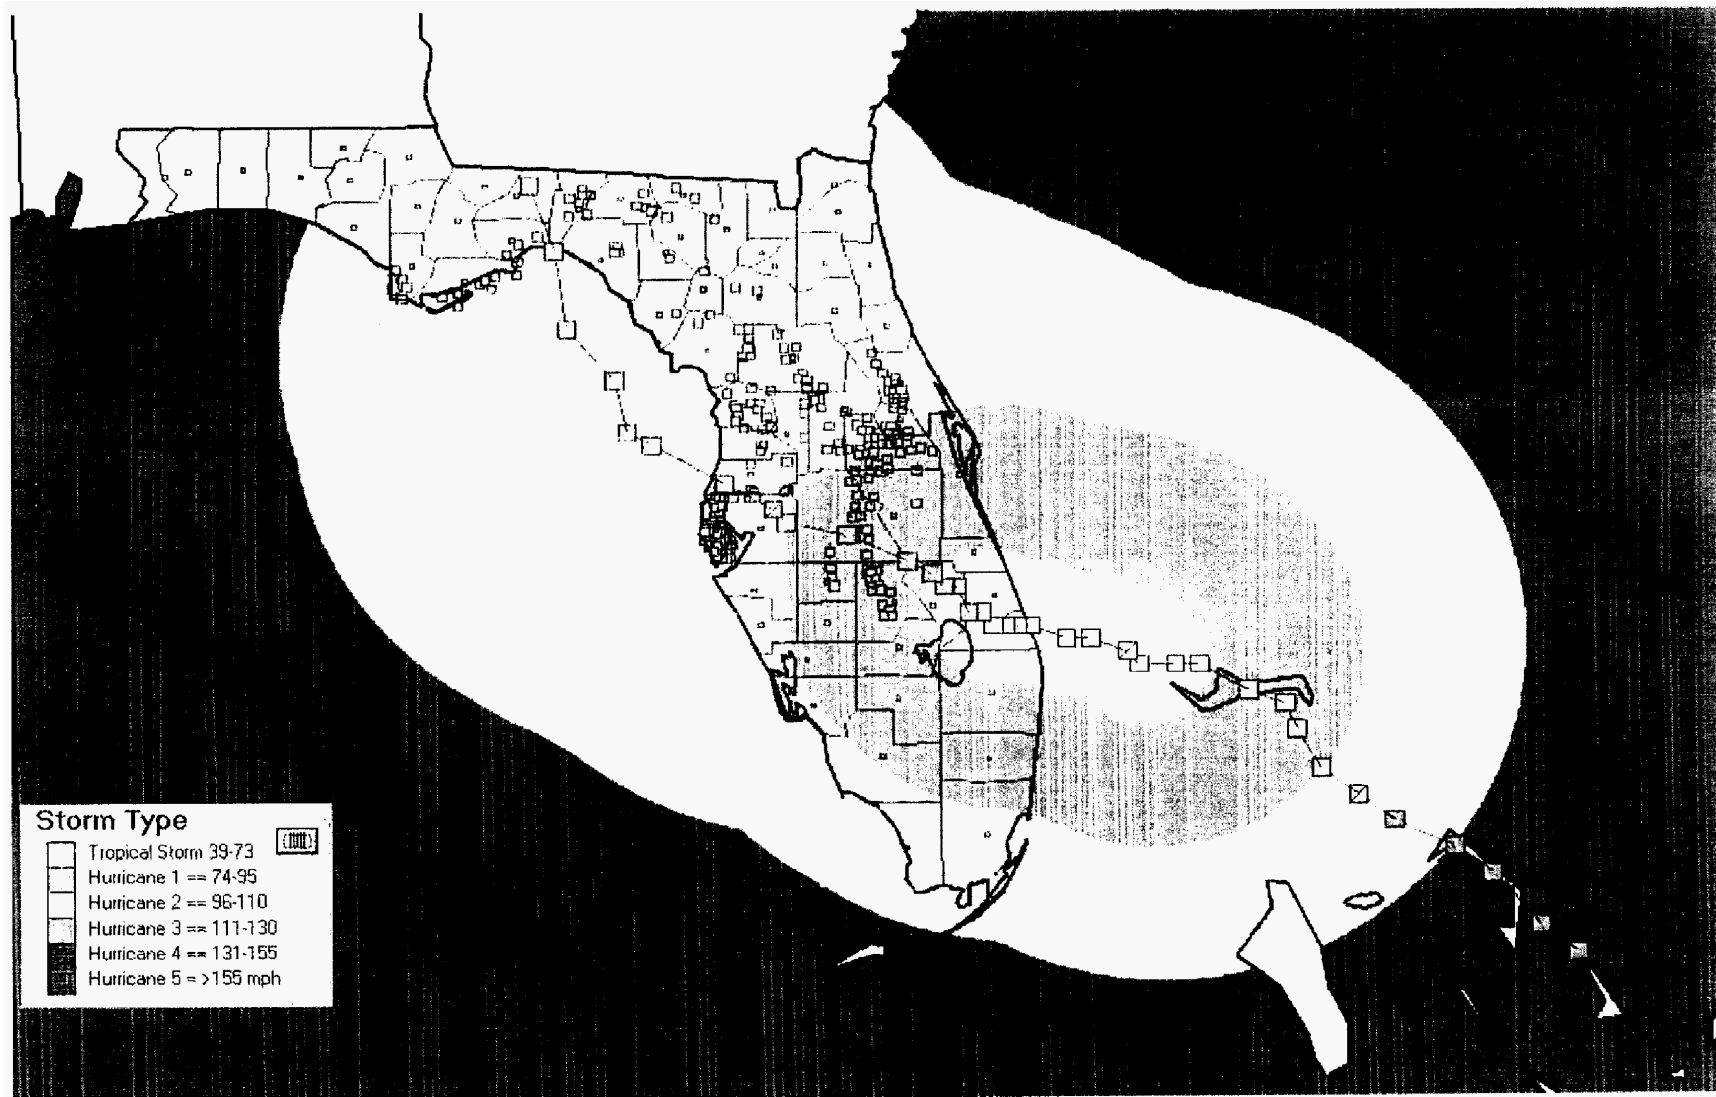 Storm Type
Tropical Storm 39-73
Hurricane 1 == 74-95
Hurricane 2 == 96-110
Hurricane 3 == 111-130
Hurricane 4 == 131-155
Hurricane 5 = >155 mph